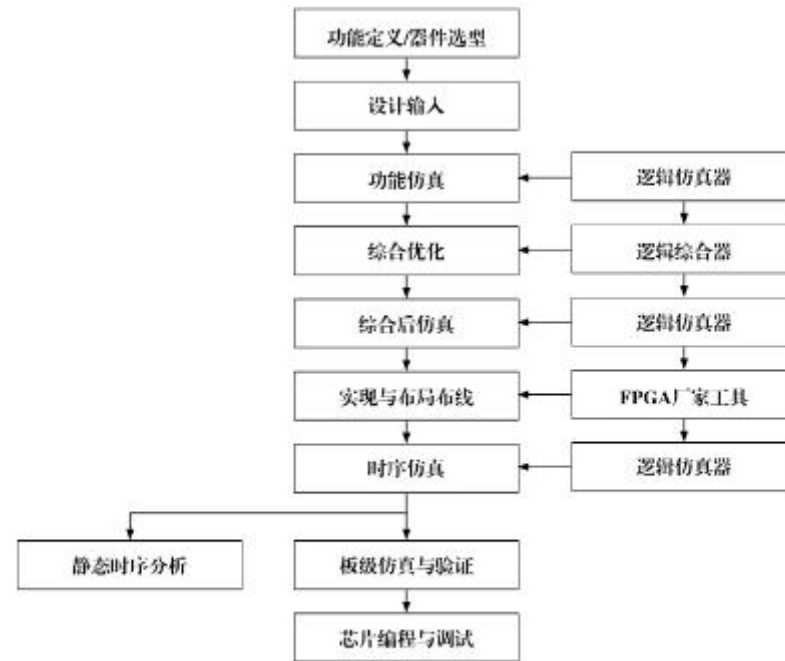 功能定义/器件选型
设计输入
功能仿真
逻辑仿真器
综合优化
逻辑综合器
综合后仿真
逻辑仿真器
实现与布局布线
FPGA厂家工具
时序仿真
逻辑仿真器
静态时序分析
板级仿真与验证
芯片编程与调试